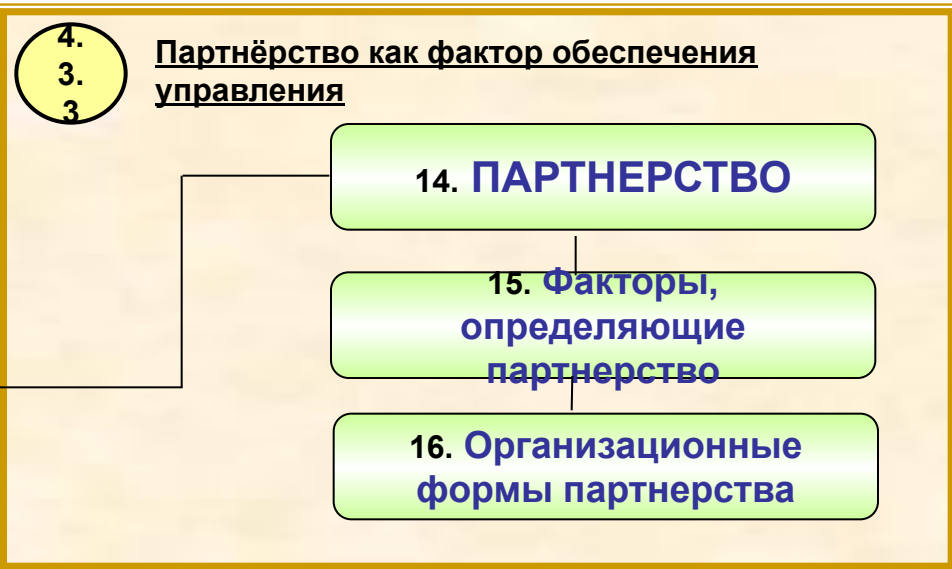 4.
3.
3
Партнёрство как фактор обеспечения
управления
14. ПАРТНЕРСТВО
15. Факторы,
определяющие
партнерство
16. Организационные
формы партнерства